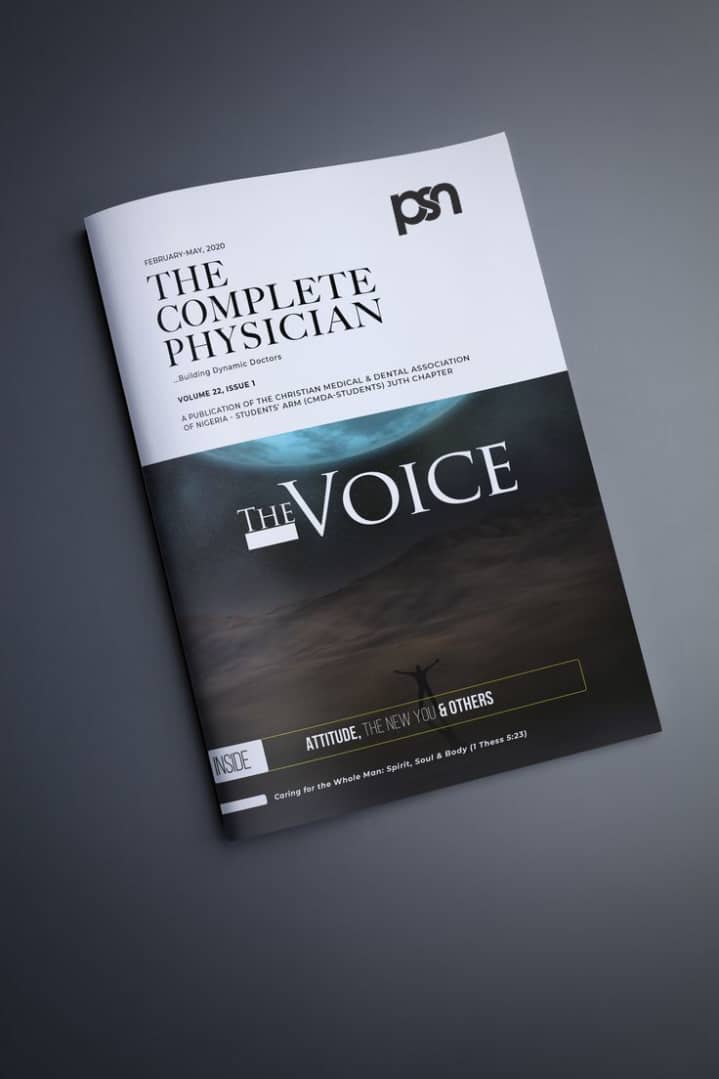 psn
FEBRUARY-MAY, 2020
THE
COMPLETE
PHYSICIAN
...Building Dynamic Doctors
VOLUME 22, ISSUE 1
A PUBLICATION OF THE CHRISTIAN MEDICAL & DENTAL ASSOCIATION
OF NIGERIA - STUDENTS' ARM (CMDA-STUDENTS) JUTH CHAPTER
THE VOICE
INSIDE
ATTITUDE, THE NEW YOU & OTHERS
Caring for the Whole Man: Spirit, Soul & Body (1 Thess 5:23)